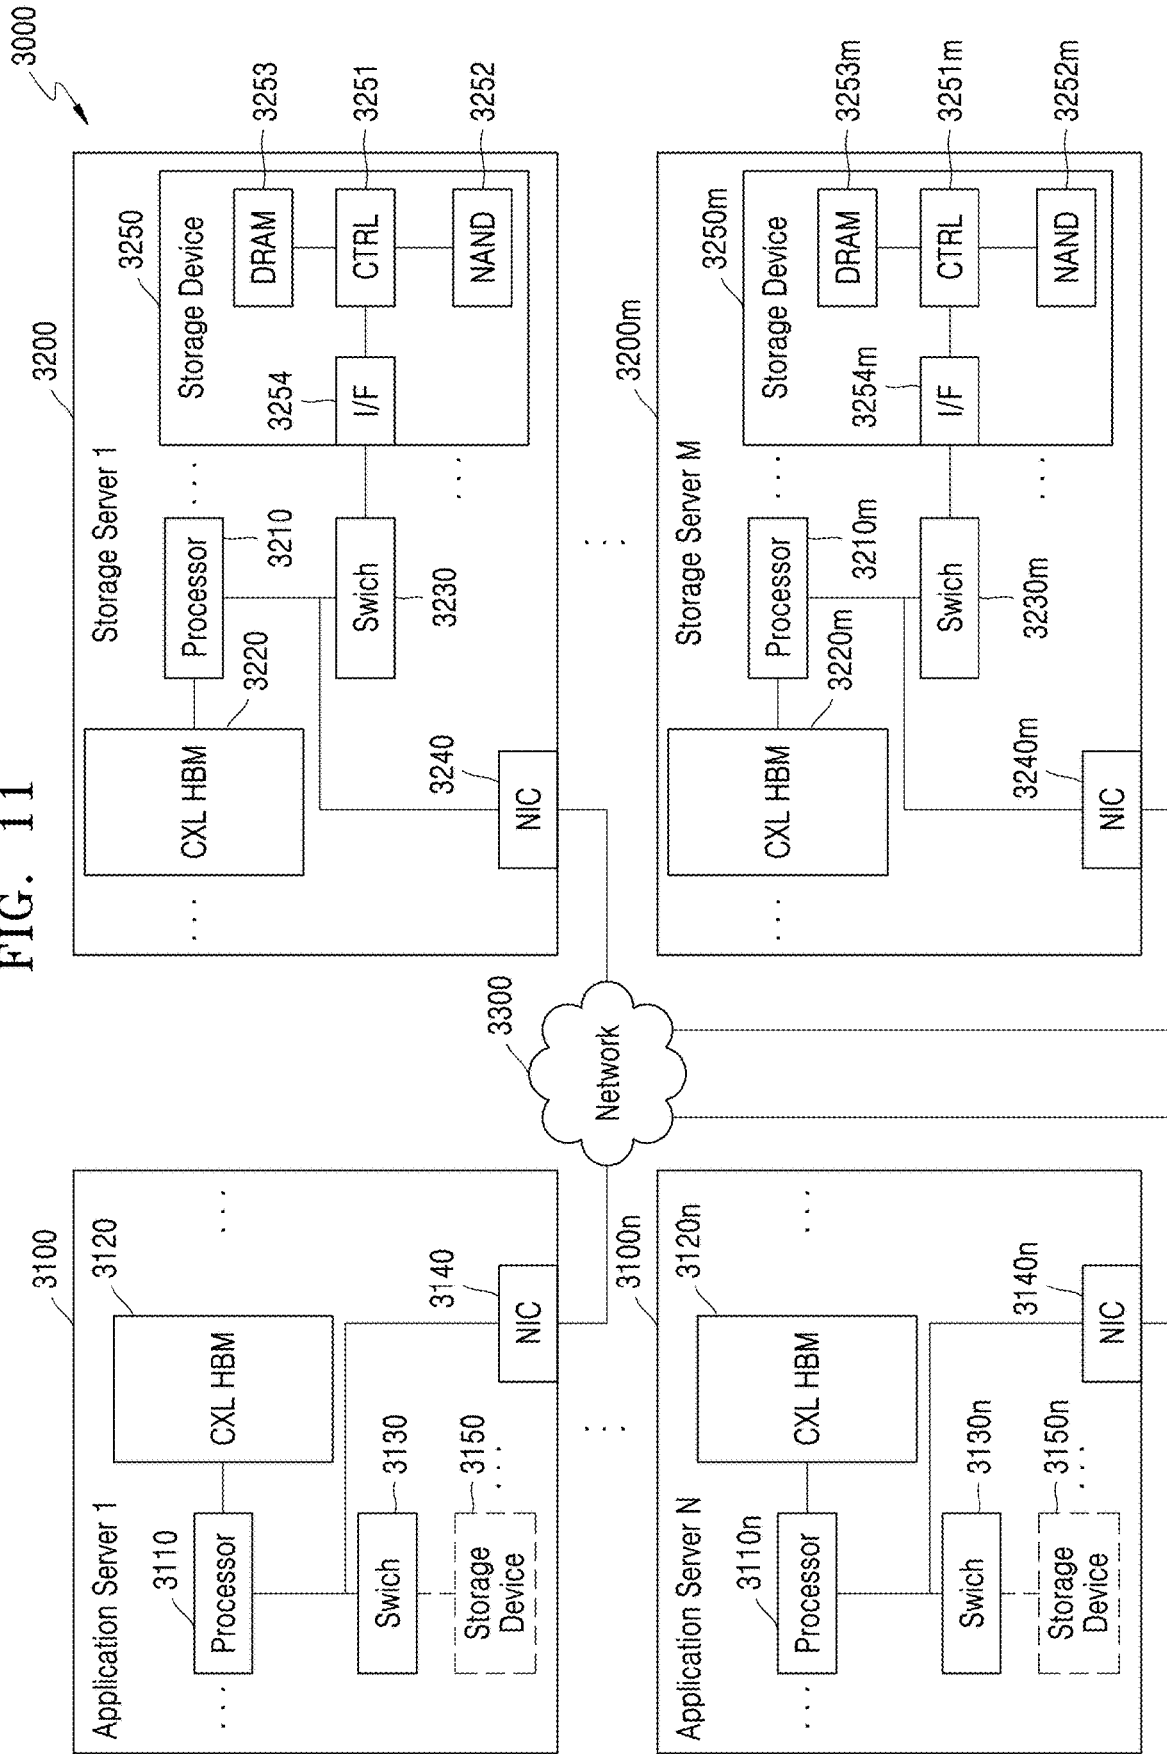 FIG. 11
3000
3100
Application Server 1
3110
Processor
3120
CXL HBM
3130
Swich
3140
NIC
3150
Storage
Device
. . .
. . .
. . .
3200
Storage Server 1
3220
CXL HBM
3210
Processor
3230
Swich
3240
NIC
3250
Storage Device
3254
I/F
DRAM
3253
CTRL
3251
NAND
3252
. . .
. . .
. . .
3300
Network
. . .
. . .
3100n
Application Server N
3110n
Processor
3120n
CXL HBM
3130n
Swich
3140n
NIC
3150n
Storage
Device
. . .
. . .
. . .
3200m
Storage Server M
3220m
CXL HBM
3210m
Processor
3230m
Swich
3240m
NIC
3250m
Storage Device
3254m
I/F
DRAM
3253m
CTRL
3251m
NAND
3252m
. . .
. . .
. . .